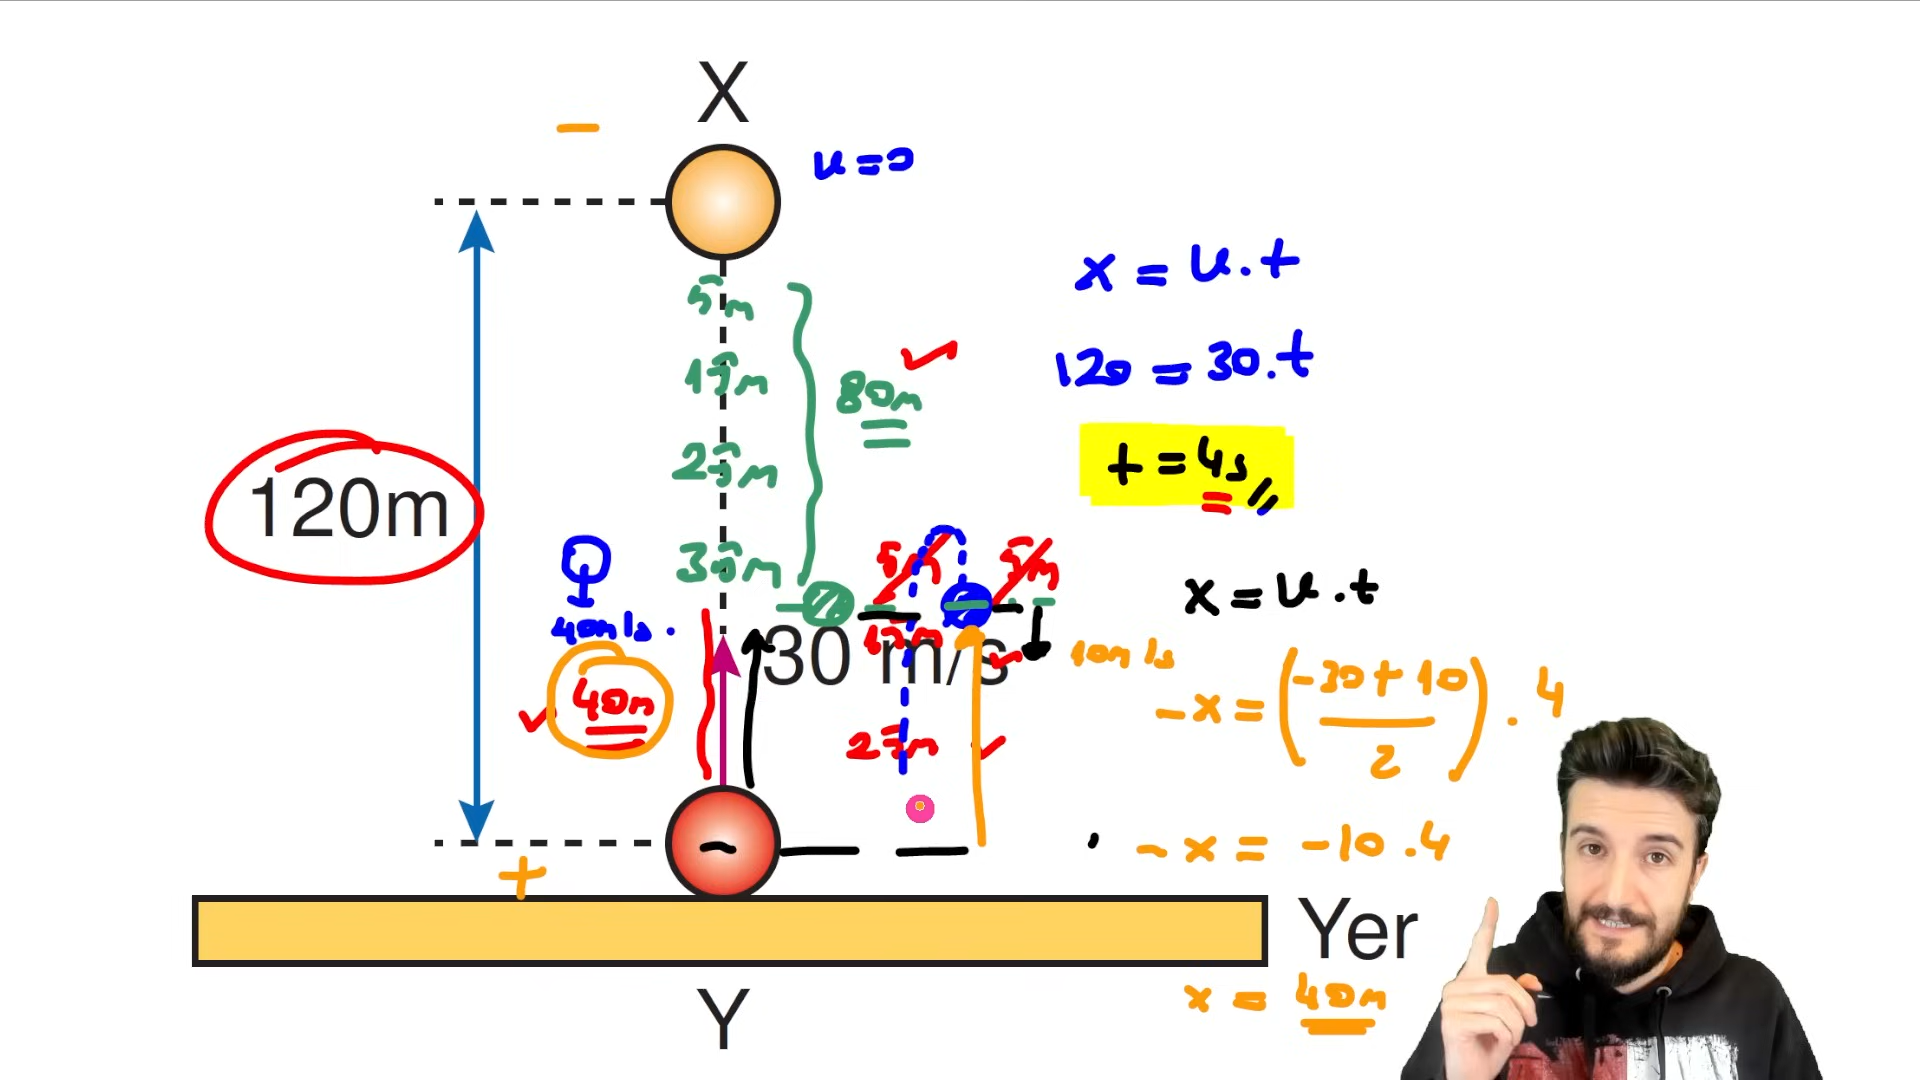 X
−
v = 0
5m
15m
25m
35m
80m
x = v.t
120 = 30.t
t = 4s
120m
40m/s.
40m
30 m/s
5m
5m
15m
25m
10m/s
x = v.t
-x = (-30+10/2).4
-x = -10.4
x = 40m
+
−
Yer
Y